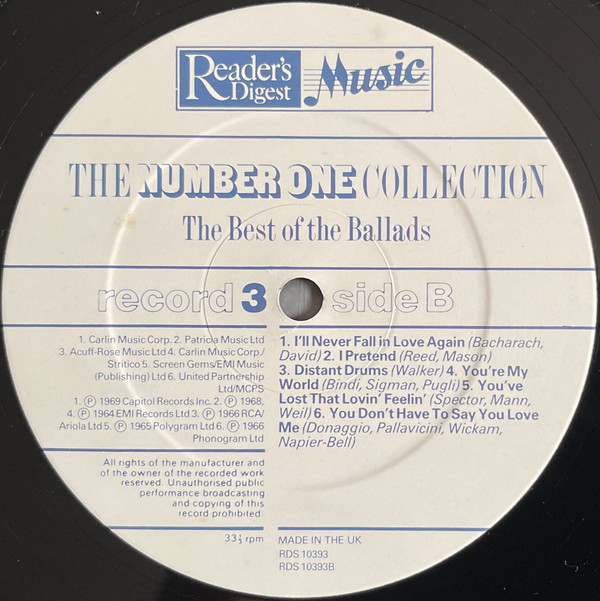 Reader's
Digest
Music
THE NUMBER ONE COLLECTION
The Best of the Ballads
record 3 side B
1. Carlin Music Corp. 2. Patricia Music Ltd
3. Acuff-Rose Music Ltd 4. Carlin Music Corp./
Stritico 5. Screen Gems/EMI Music
(Publishing) Ltd 6. United Partnership
Ltd/MCPS
1. Ⓟ 1969 Capitol Records Inc. 2. Ⓟ 1968,
4. Ⓟ 1964 EMI Records Ltd 3. Ⓟ 1966 RCA/
Ariola Ltd 5. Ⓟ 1965 Polygram Ltd 6. Ⓟ 1966
Phonogram Ltd
All rights of the manufacturer and
of the owner of the recorded work
reserved. Unauthorised public
performance broadcasting
and copying of this
record prohibited.
33⅓ rpm
1. I'll Never Fall in Love Again (Bacharach,
David) 2. I Pretend (Reed, Mason)
3. Distant Drums (Walker) 4. You're My
World (Bindi, Sigman, Pugli) 5. You've
Lost That Lovin' Feelin' (Spector, Mann,
Weil) 6. You Don't Have To Say You Love
Me (Donaggio, Pallavicini, Wickam,
Napier-Bell)
MADE IN THE UK
RDS 10393
RDS 10393B